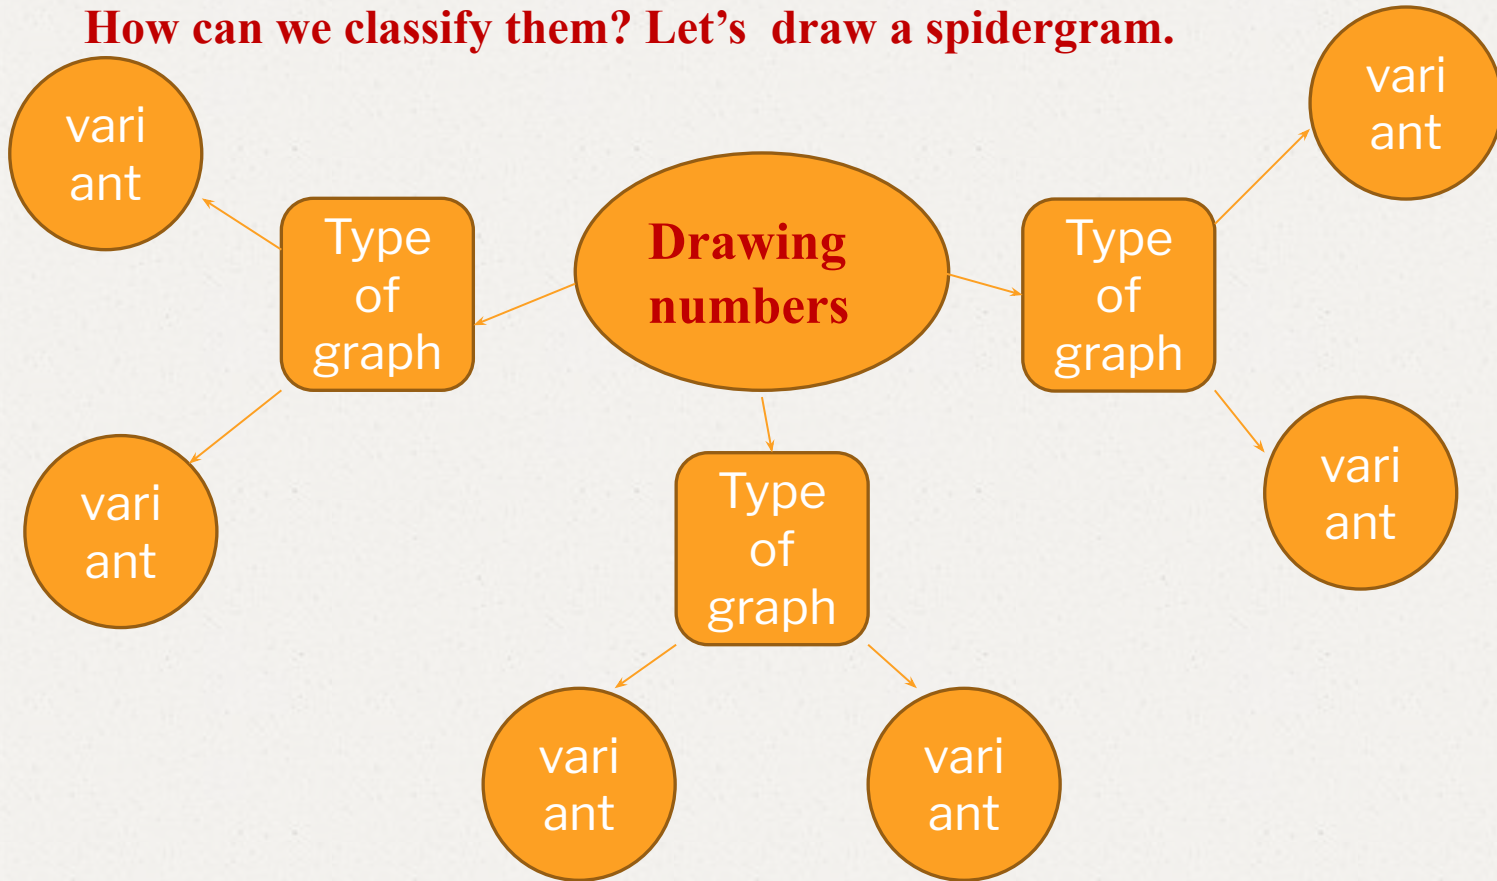 How can we classify them? Let’s  draw a spidergram.
vari
ant
Type
of
graph
vari
ant
Drawing
numbers
Type
of
graph
vari
ant
vari
ant
Type
of
graph
vari
ant
vari
ant